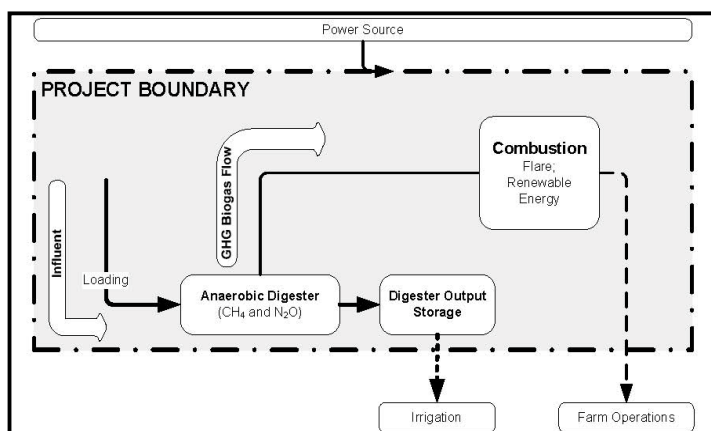 Power Source
PROJECT BOUNDARY
GHG Biogas Flow
Combustion
Flare;
Renewable
Energy
Influent
Loading
Anaerobic Digester
(CH₄ and N₂O)
Digester Output
Storage
Irrigation
Farm Operations